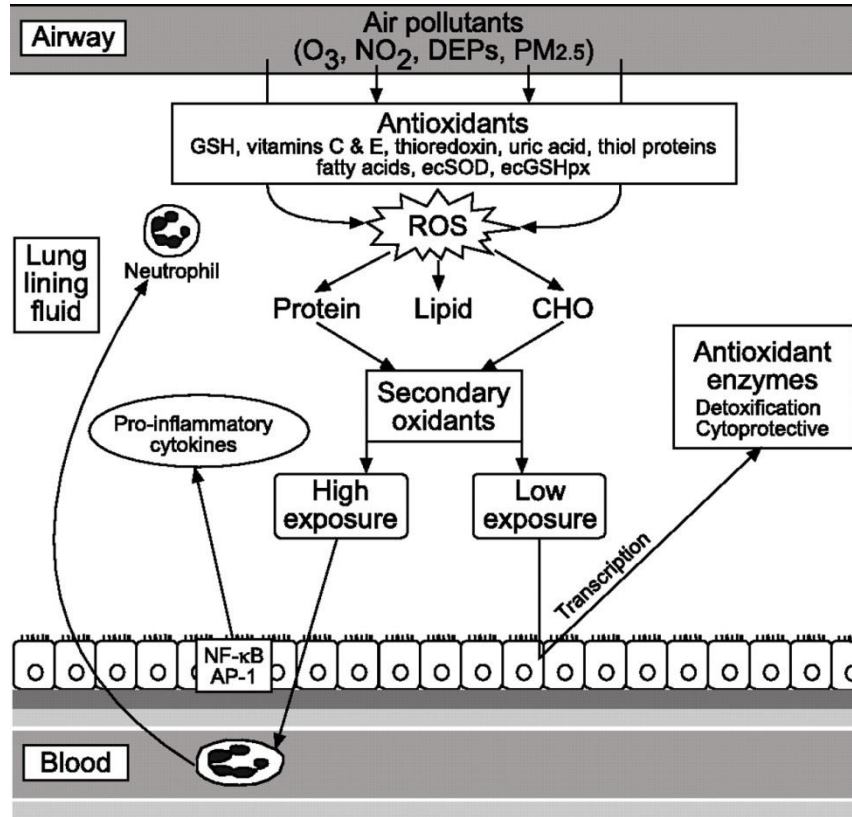 Airway
Air pollutants
(O3, NO2, DEPs, PM2.5)
Antioxidants
GSH, vitamins C & E, thioredoxin, uric acid, thiol proteins
fatty acids, ecSOD, ecGSHpx
ROS
Neutrophil
Lung
lining
fluid
Protein
Lipid
CHO
Antioxidant
enzymes
Detoxification
Cytoprotective
Secondary
oxidants
Pro-inflammatory
cytokines
High
exposure
Low
exposure
Transcription
NF-κB
AP-1
Blood